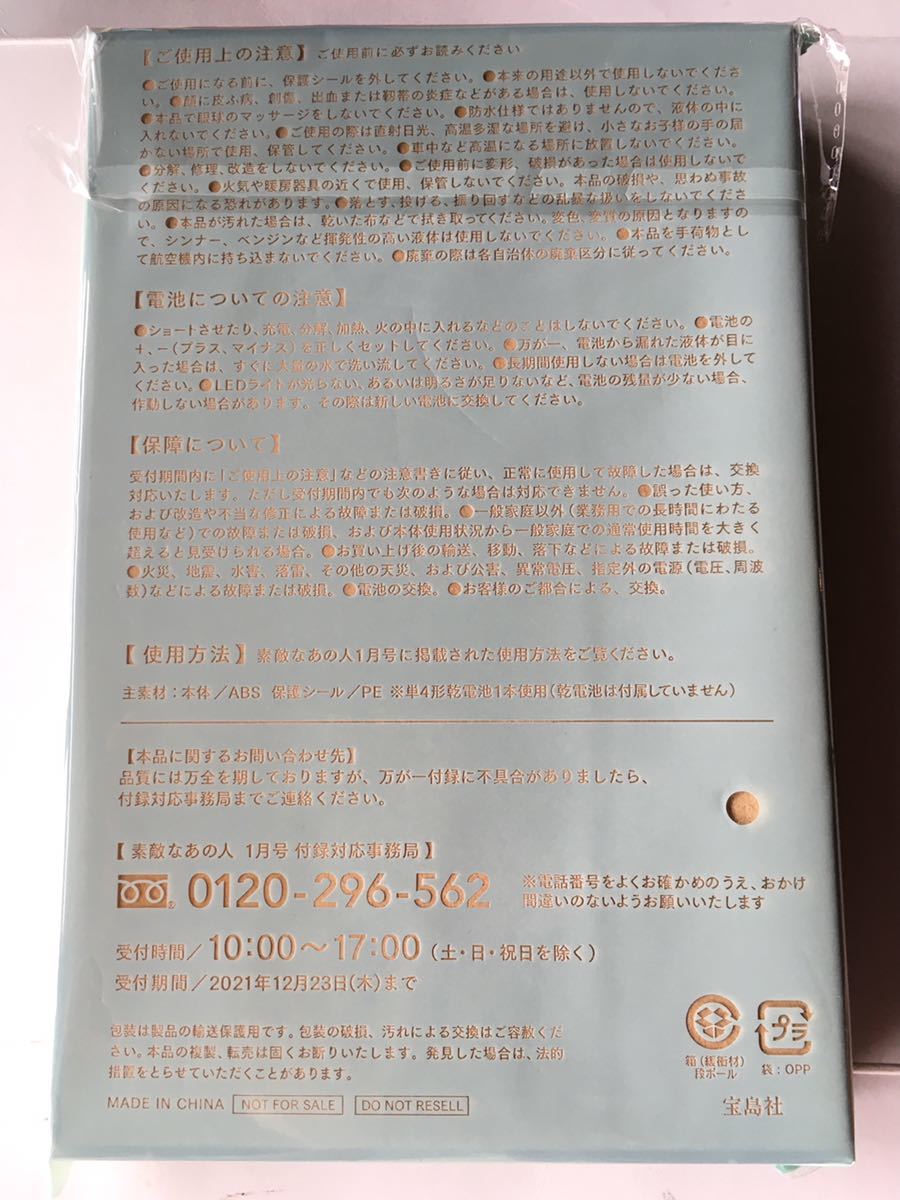 【ご使用上の注意】ご使用前に必ずお読みください
●ご使用になる前に、保護シールを外してください。●本来の用途以外で使用しないでくださ
い。●顔に皮ふ病、創傷、出血または靭帯の炎症などがある場合は、使用しないでください。
●本品で眼球のマッサージをしないでください。●防水仕様ではありませんので、液体の中に
入れないでください。●ご使用の際は直射日光、高温多湿な場所を避け、小さなお子様の手の届
かない場所で使用、保管してください。●車中など高温になる場所に放置しないでください。
●分解、修理、改造をしないでください。●ご使用前に変形、破損があった場合は使用しないで
ください。●火気や暖房器具の近くで使用、保管しないでください。本品の破損や、思わぬ事故
の原因になる恐れがあります。●落とす、投げる、振り回すなどの乱暴な扱いをしないでくださ
い。●本品が汚れた場合は、乾いた布などで拭き取ってください。変色、変質の原因となりますの
で、シンナー、ベンジンなど揮発性の高い液体は使用しないでください。●本品を手荷物とし
て航空機内に持ち込まないでください。●廃棄の際は各自治体の廃棄区分に従ってください。
【電池についての注意】
●ショートさせたり、充電、分解、加熱、火の中に入れるなどのことはしないでください。●電池の
＋、－(プラス、マイナス)を正しくセットしてください。●万が一、電池から漏れた液体が目に
入った場合は、すぐに大量の水で洗い流してください。●長期間使用しない場合は電池を外して
ください。●LEDライトが光らない、あるいは明るさが足りないなど、電池の残量が少ない場合、
作動しない場合があります。その際は新しい電池に交換してください。
【保障について】
受付期間内に「ご使用上の注意」などの注意書きに従い、正常に使用して故障した場合は、交換
対応いたします。ただし受付期間内でも次のような場合は対応できません。●誤った使い方、
および改造や不当な修正による故障または破損。●一般家庭以外(業務用での長時間にわたる
使用など)での故障または破損、および本体使用状況から一般家庭での通常使用時間を大きく
超えると見受けられる場合。●お買い上げ後の輸送、移動、落下などによる故障または破損。
●火災、地震、水害、落雷、その他の天災、および公害、異常電圧、指定外の電源(電圧、周波
数)などによる故障または破損。●電池の交換。●お客様のご都合による、交換。
【使用方法】素敵なあの人1月号に掲載された使用方法をご覧ください。
主素材：本体／ABS 保護シール／PE ※単4形乾電池1本使用(乾電池は付属していません)
【本品に関するお問い合わせ先】
品質には万全を期しておりますが、万が一付録に不具合がありましたら、
付録対応事務局までご連絡ください。
【素敵なあの人 1月号 付録対応事務局】
0120-296-562
※電話番号をよくお確かめのうえ、おかけ
間違いのないようお願いいたします
受付時間／10:00〜17:00(土・日・祝日を除く)
受付期間／2021年12月23日(木)まで
包装は製品の輸送保護用です。包装の破損、汚れによる交換はご容赦くだ
さい。本品の複製、転売は固くお断りいたします。発見した場合は、法的
措置をとらせていただくことがあります。
箱(緩衝材)
段ボール
プラ
袋：OPP
MADE IN CHINA NOT FOR SALE DO NOT RESELL
宝島社